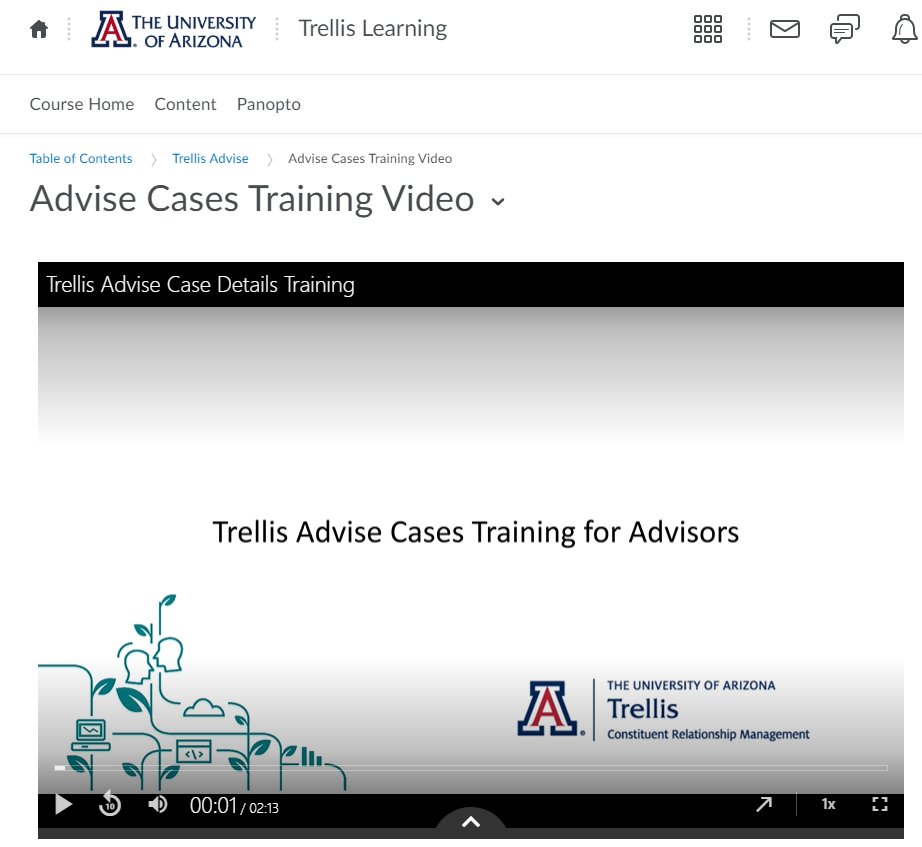 THE UNIVERSITY
OF ARIZONA
Trellis Learning
Course Home Content Panopto
Table of Contents Trellis Advise Advise Cases Training Video
Advise Cases Training Video
Trellis Advise Case Details Training
Trellis Advise Cases Training for Advisors
THE UNIVERSITY OF ARIZONA
Trellis
Constituent Relationship Management
</>
10 00:01 / 02:13 1x